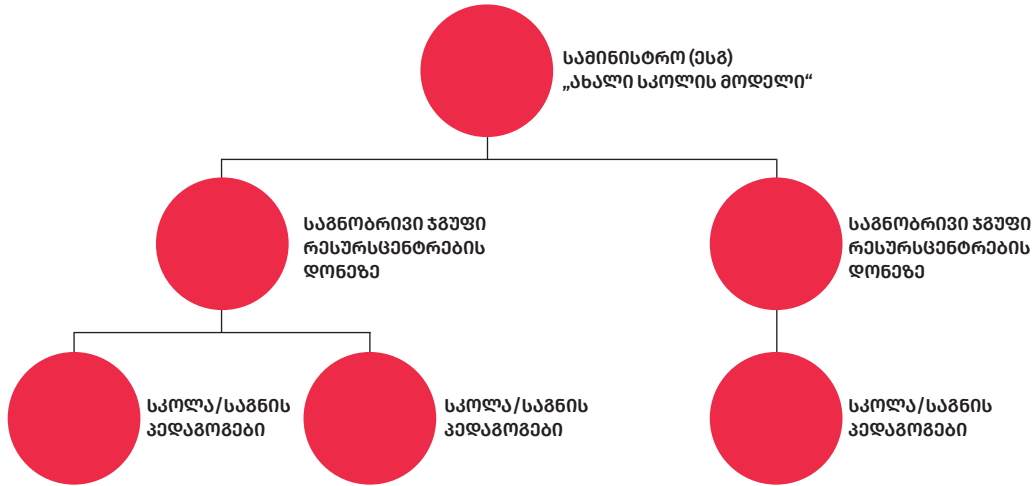 სამინისტრო (ესგ)
„ახალი სკოლის მოდელი“
საგნობრივი ჯგუფი
რესურსცენტრების
დონეზე
საგნობრივი ჯგუფი
რესურსცენტრების
დონეზე
სკოლა/საგნის
პედაგოგები
სკოლა/საგნის
პედაგოგები
სკოლა/საგნის
პედაგოგები